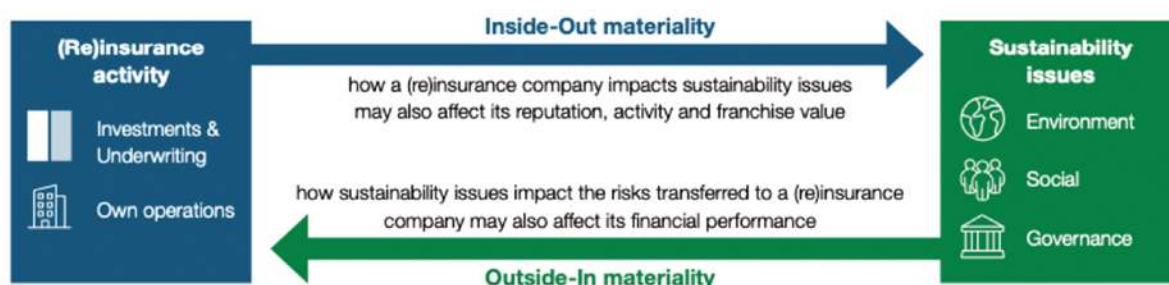 Inside-Out materiality
(Re)insurance
activity
Investments &
Underwriting
Own operations
how a (re)insurance company impacts sustainability issues
may also affect its reputation, activity and franchise value
how sustainability issues impact the risks transferred to a (re)insurance
company may also affect its financial performance
Outside-In materiality
Sustainability
issues
Environment
Social
Governance